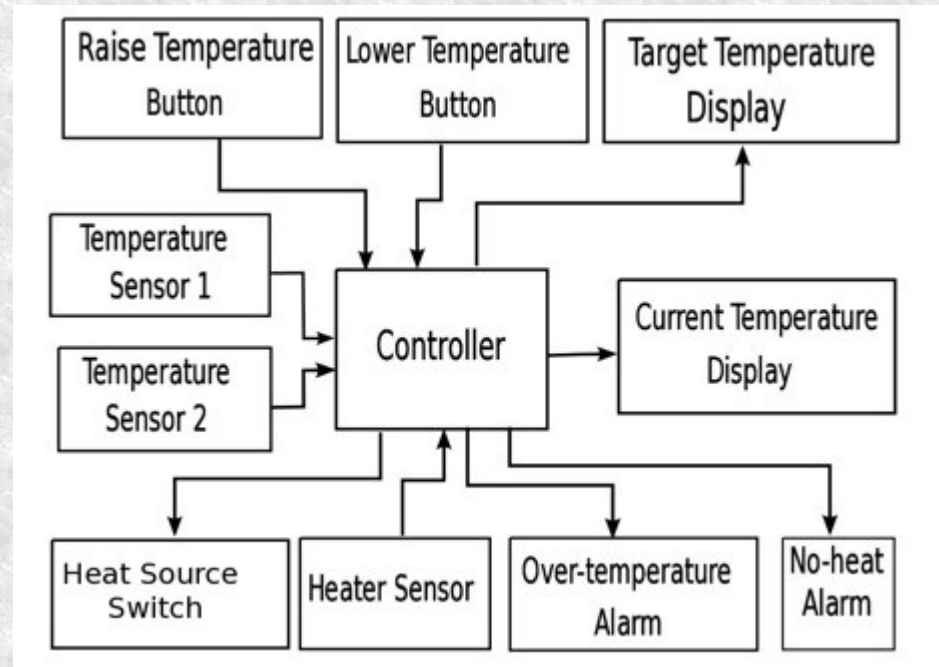 Raise Temperature
Button
Lower Temperature
Button
Target Temperature
Display
Temperature
Sensor 1
Temperature
Sensor 2
Controller
Current Temperature
Display
Heat Source
Switch
Heater Sensor
Over-temperature
Alarm
No-heat
Alarm